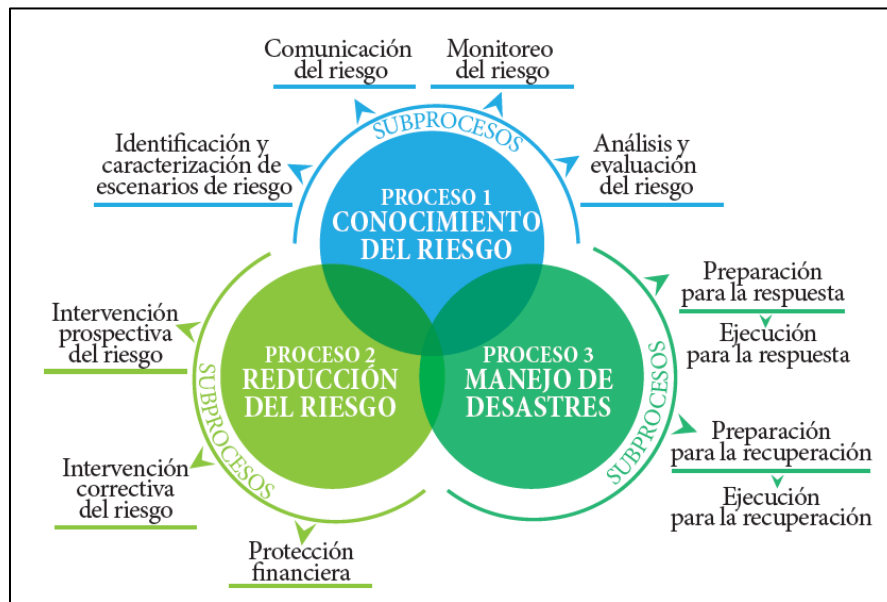 Comunicación
del riesgo
Monitoreo
del riesgo
SUBPROCESOS
Identificación y
caracterización de
escenarios de riesgo
Análisis y
evaluación
del riesgo
PROCESO 1
CONOCIMIENTO
DEL RIESGO
Intervención
prospectiva
del riesgo
SUBPROCESOS
PROCESO 2
REDUCCIÓN
DEL RIESGO
Intervención
correctiva
del riesgo
Protección
financiera
PROCESO 3
MANEJO DE
DESASTRES
SUBPROCESOS
Preparación
para la respuesta
Ejecución
para la respuesta
Preparación
para la recuperación
Ejecución
para la recuperación